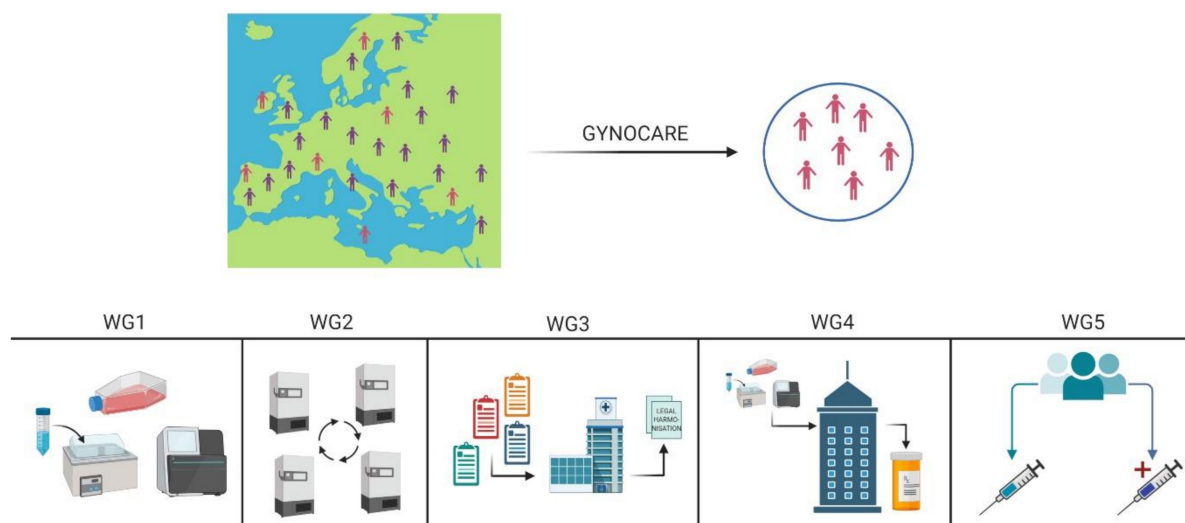 GYNOCARE
WG1
WG2
WG3
WG4
WG5
LEGAL
HARMO-
NISATION